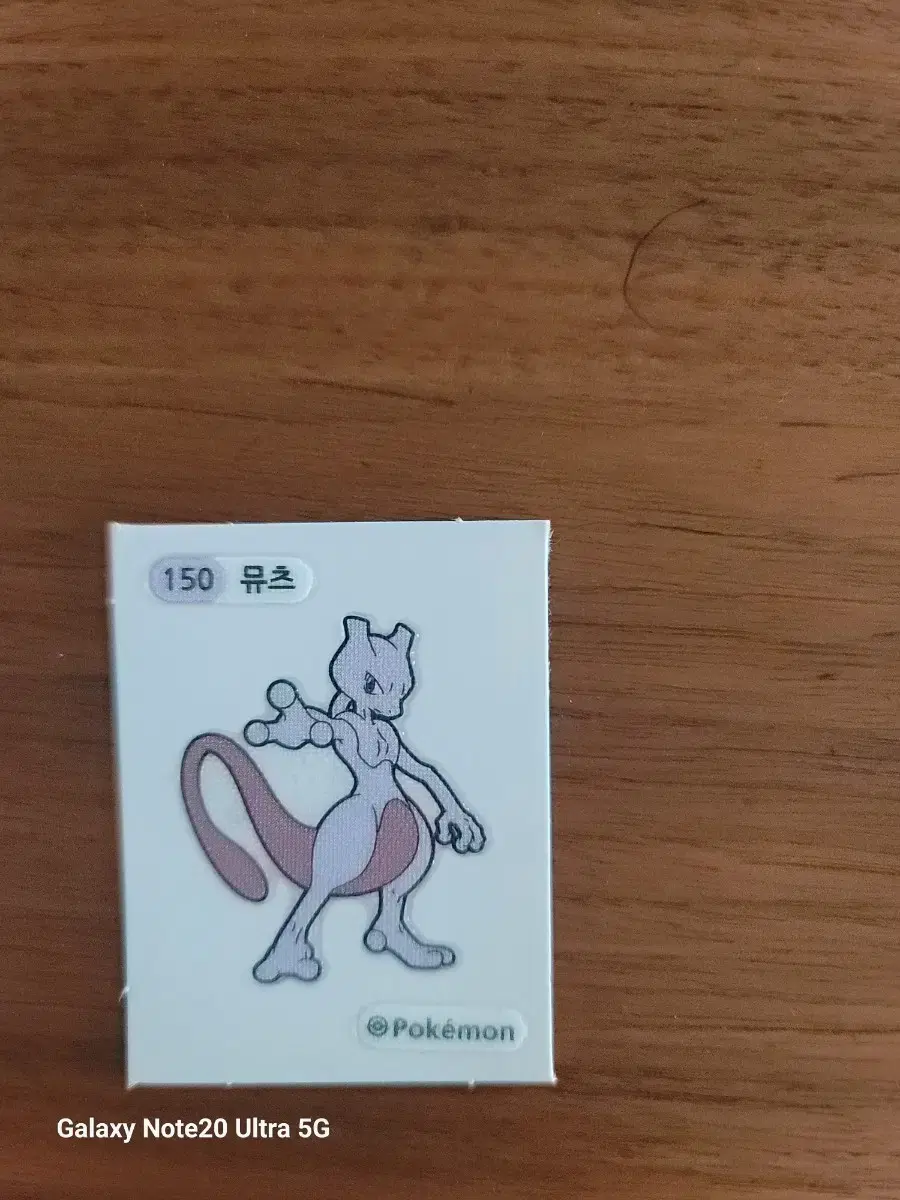 150 뮤츠
Pokémon
Galaxy Note20 Ultra 5G